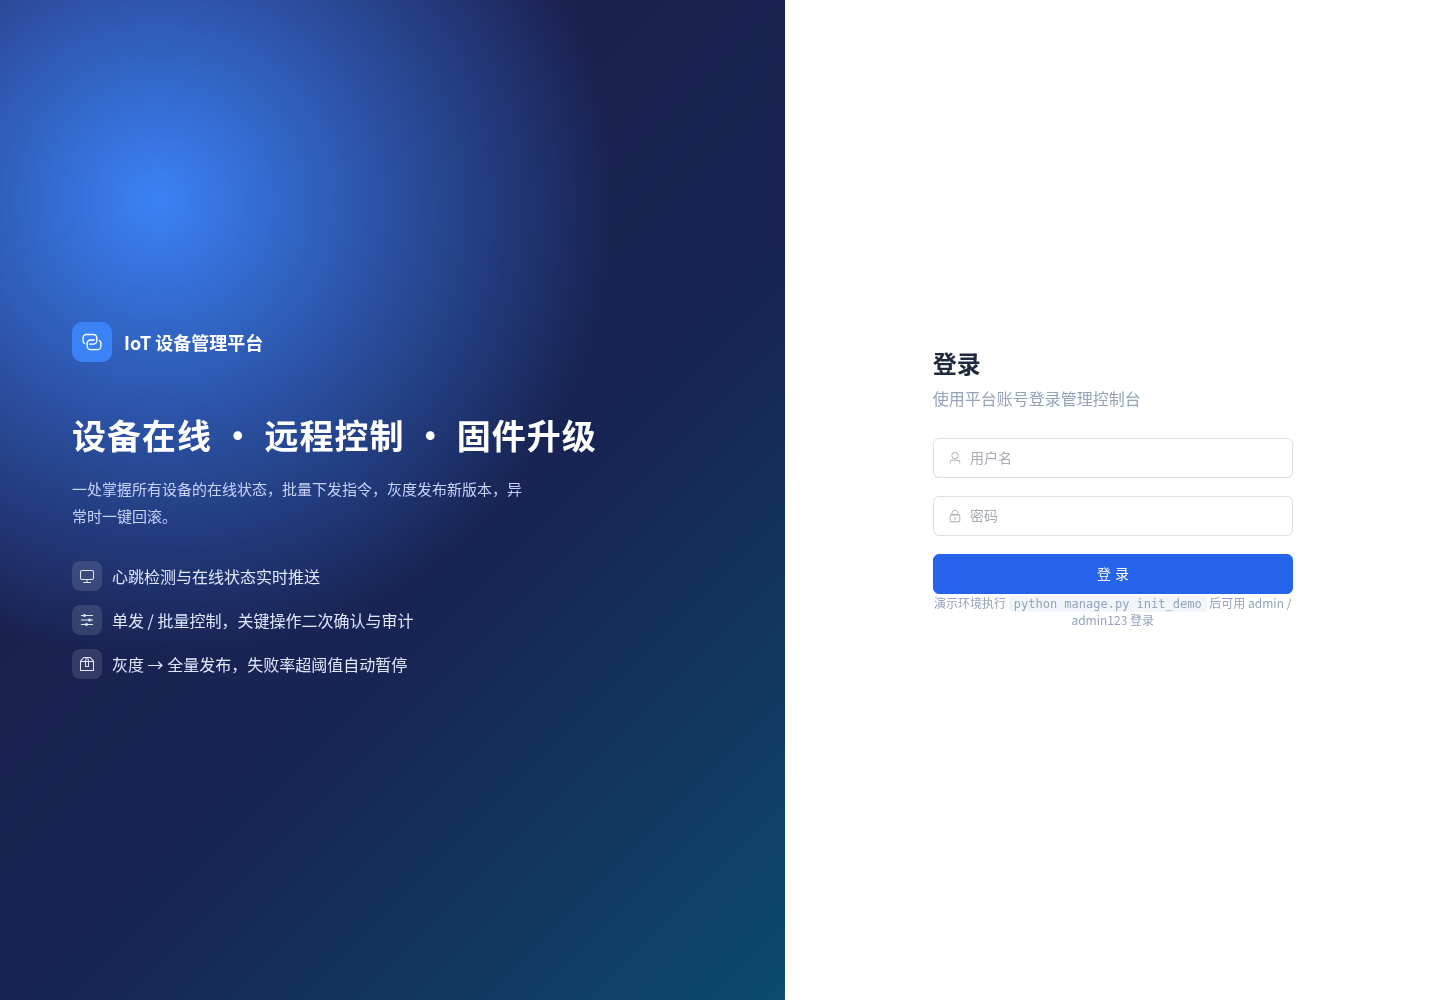 IoT 设备管理平台
设备在线 · 远程控制 · 固件升级
一处掌握所有设备的在线状态，批量下发指令，灰度发布新版本，异
常时一键回滚。
心跳检测与在线状态实时推送
单发 / 批量控制，关键操作二次确认与审计
灰度 → 全量发布，失败率超阈值自动暂停
登录
使用平台账号登录管理控制台
用户名
密码
登 录
演示环境执行 python manage.py init_demo 后可用 admin /
admin123 登录